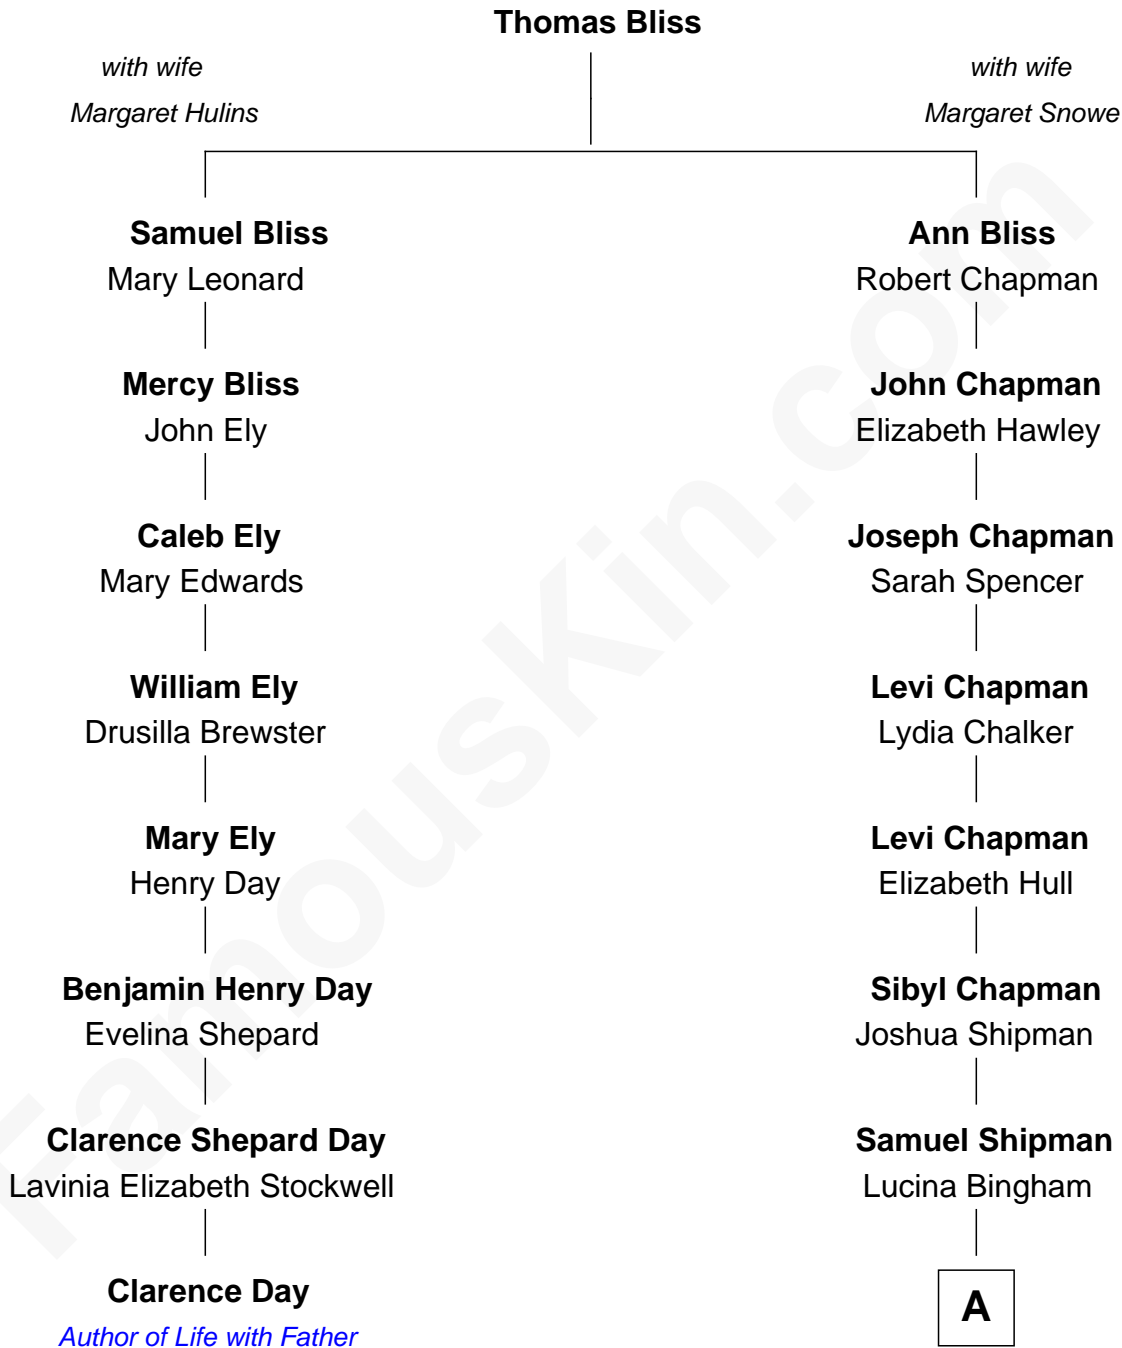 Thomas Bliss
with wife
Margaret Hulins
with wife
Margaret Snowe
Samuel Bliss
Mary Leonard
Ann Bliss
Robert Chapman
Mercy Bliss
John Ely
John Chapman
Elizabeth Hawley
Caleb Ely
Mary Edwards
Joseph Chapman
Sarah Spencer
William Ely
Drusilla Brewster
Levi Chapman
Lydia Chalker
Mary Ely
Henry Day
Levi Chapman
Elizabeth Hull
Benjamin Henry Day
Evelina Shepard
Sibyl Chapman
Joshua Shipman
Clarence Shepard Day
Lavinia Elizabeth Stockwell
Samuel Shipman
Lucina Bingham
Clarence Day
Author of Life with Father
A
FamousKin.com